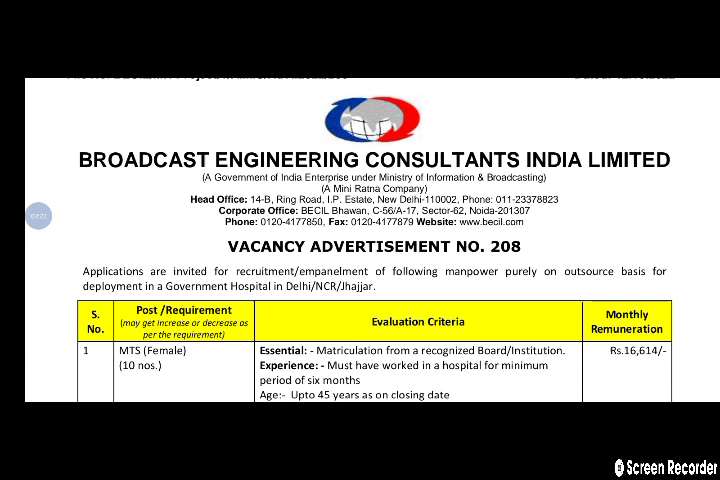 BROADCAST ENGINEERING CONSULTANTS INDIA LIMITED
(A Government of India Enterprise under Ministry of Information & Broadcasting)
(A Mini Ratna Company)
Head Office: 14-B, Ring Road, I.P. Estate, New Delhi-110002, Phone: 011-23378823
Corporate Office: BECIL Bhawan, C-56/A-17, Sector-62, Noida-201307
Phone: 0120-4177850, Fax: 0120-4177879 Website: www.becil.com
07:22
VACANCY ADVERTISEMENT NO. 208
Applications are invited for recruitment/empanelment of following manpower purely on outsource basis for
deployment in a Government Hospital in Delhi/NCR/Jhajjar.
S. No.
Post /Requirement
(may get increase or decrease as
per the requirement)
Evaluation Criteria
Monthly
Remuneration
1
MTS (Female)
(10 nos.)
Essential: - Matriculation from a recognized Board/Institution.
Experience: - Must have worked in a hospital for minimum
period of six months
Age:- Upto 45 years as on closing date
Rs.16,614/-
Screen Recorder